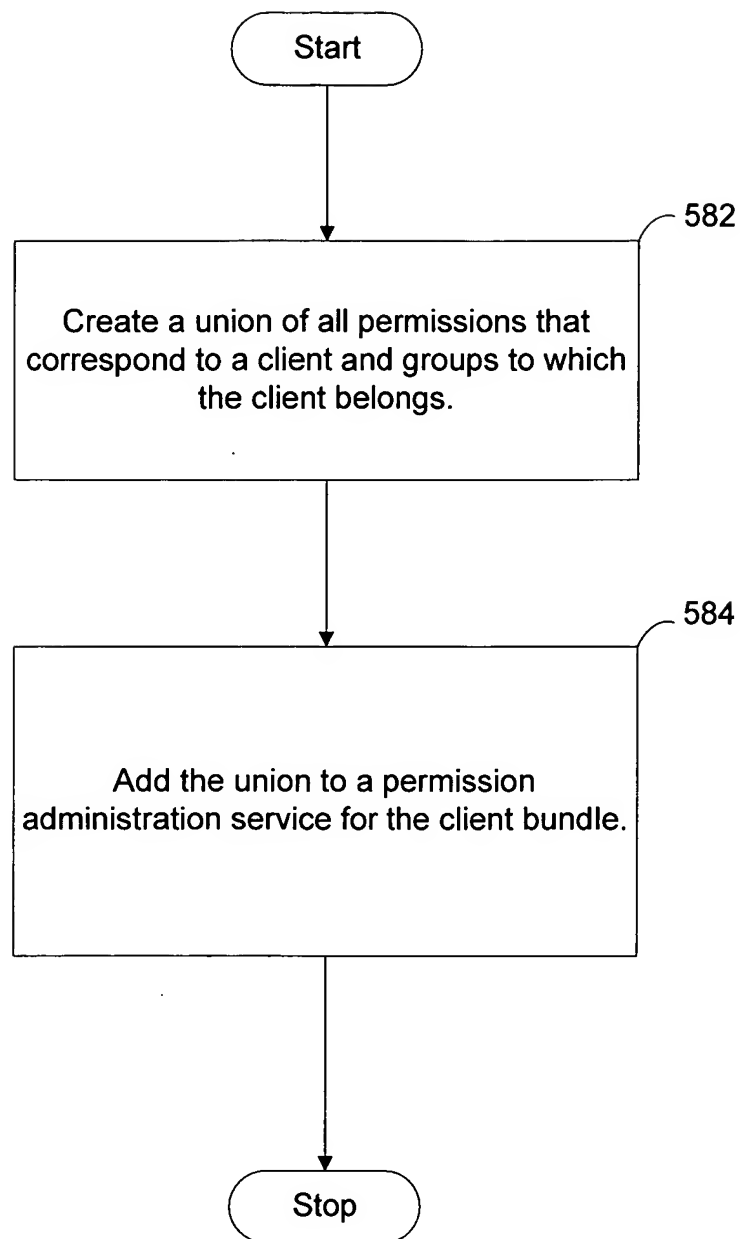 Start
582
Create a union of all permissions that
correspond to a client and groups to which
the client belongs.
584
Add the union to a permission
administration service for the client bundle.
Stop